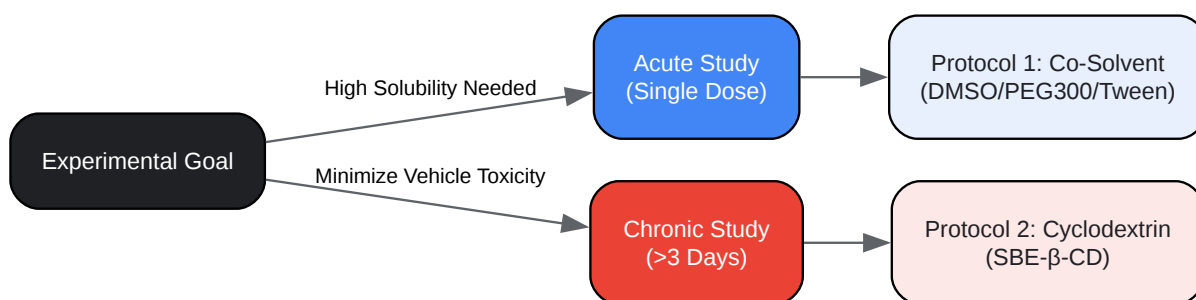 Experimental Goal
High Solubility Needed
Minimize Vehicle Toxicity
Acute Study
(Single Dose)
Protocol 1: Co-Solvent
(DMSO/PEG300/Tween)
Chronic Study
(>3 Days)
Protocol 2: Cyclodextrin
(SBE-β-CD)